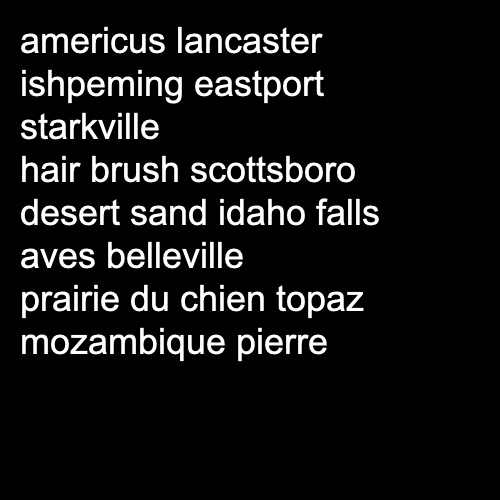 americus lancaster
ishpeming eastport
starkville
hair brush scottsboro
desert sand idaho falls
aves belleville
prairie du chien topaz
mozambique pierre